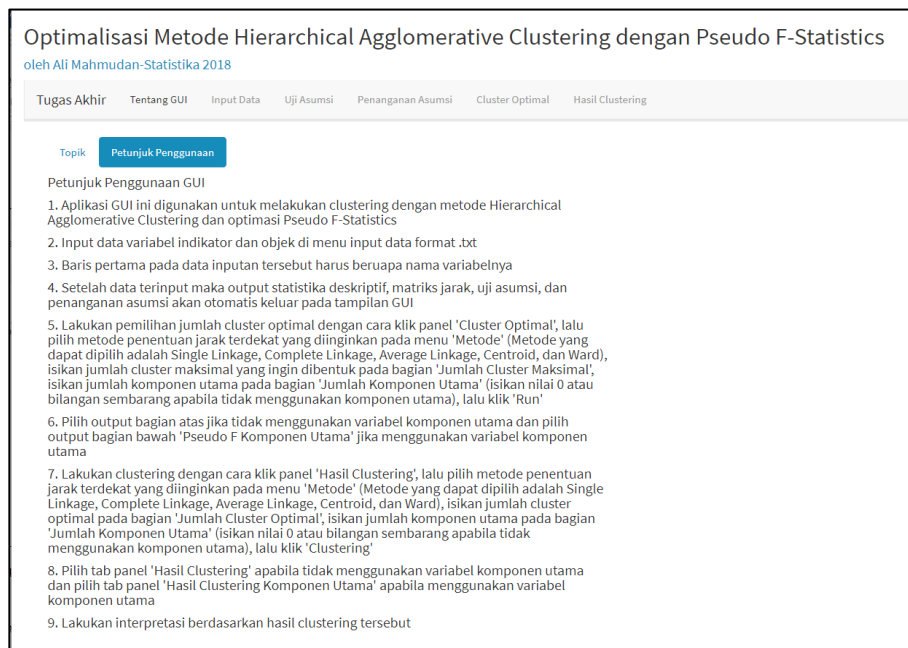 Optimalisasi Metode Hierarchical Agglomerative Clustering dengan Pseudo F-Statistics
oleh Ali Mahmudan-Statistika 2018
Tugas Akhir Tentang GUI Input Data Uji Asumsi Penanganan Asumsi Cluster Optimal Hasil Clustering
Topik Petunjuk Penggunaan
Petunjuk Penggunaan GUI
1. Aplikasi GUI ini digunakan untuk melakukan clustering dengan metode Hierarchical
Agglomerative Clustering dan optimasi Pseudo F-Statistics
2. Input data variabel indikator dan objek di menu input data format .txt
3. Baris pertama pada data inputan tersebut harus beruapa nama variabelnya
4. Setelah data terinput maka output statistika deskriptif, matriks jarak, uji asumsi, dan
penanganan asumsi akan otomatis keluar pada tampilan GUI
5. Lakukan pemilihan jumlah cluster optimal dengan cara klik panel 'Cluster Optimal', lalu
pilih metode penentuan jarak terdekat yang diinginkan pada menu 'Metode' (Metode yang
dapat dipilih adalah Single Linkage, Complete Linkage, Average Linkage, Centroid, dan Ward),
isikan jumlah cluster maksimal yang ingin dibentuk pada bagian 'Jumlah Cluster Maksimal',
isikan jumlah komponen utama pada bagian 'Jumlah Komponen Utama' (isikan nilai 0 atau
bilangan sembarang apabila tidak menggunakan komponen utama), lalu klik 'Run'
6. Pilih output bagian atas jika tidak menggunakan variabel komponen utama dan pilih
output bagian bawah 'Pseudo F Komponen Utama' jika menggunakan variabel komponen
utama
7. Lakukan clustering dengan cara klik panel 'Hasil Clustering', lalu pilih metode penentuan
jarak terdekat yang diinginkan pada menu 'Metode' (Metode yang dapat dipilih adalah Single
Linkage, Complete Linkage, Average Linkage, Centroid, dan Ward), isikan jumlah cluster
optimal pada bagian 'Jumlah Cluster Optimal', isikan jumlah komponen utama pada bagian
'Jumlah Komponen Utama' (isikan nilai 0 atau bilangan sembarang apabila tidak
menggunakan komponen utama), lalu klik 'Clustering'
8. Pilih tab panel 'Hasil Clustering' apabila tidak menggunakan variabel komponen utama
dan pilih tab panel 'Hasil Clustering Komponen Utama' apabila menggunakan variabel
komponen utama
9. Lakukan interpretasi berdasarkan hasil clustering tersebut